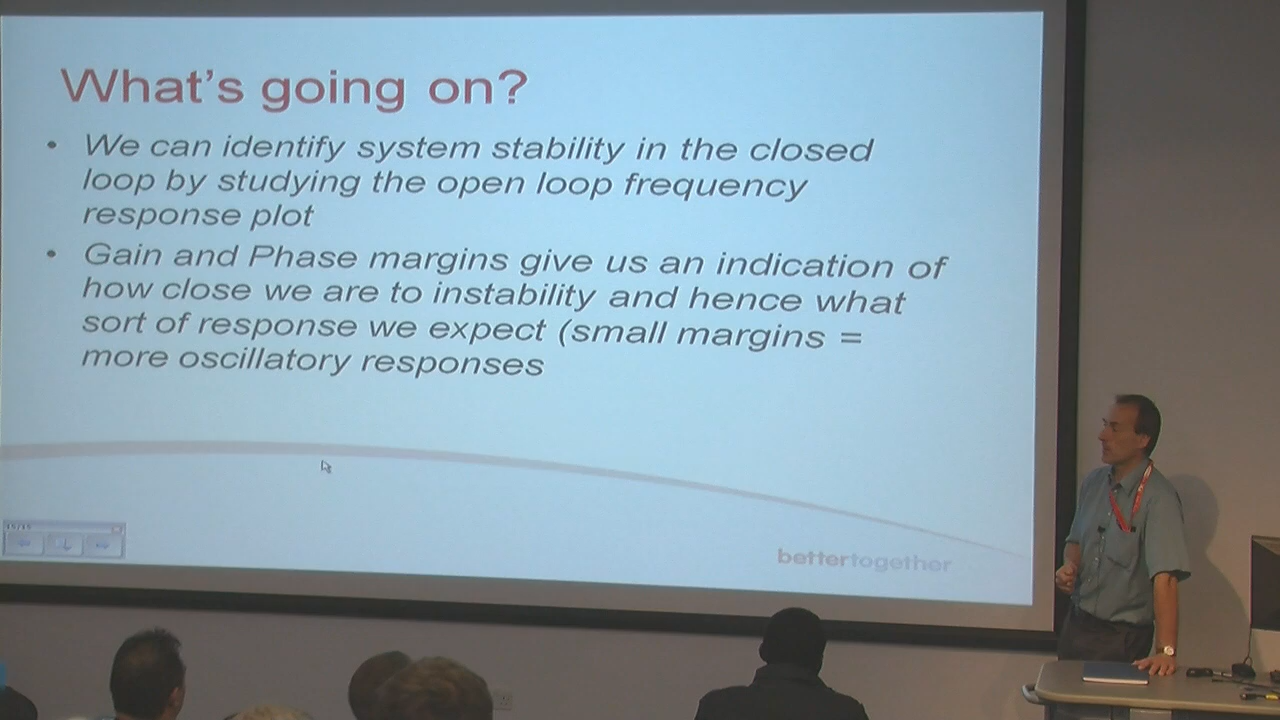 What's going on?
• We can identify system stability in the closed
loop by studying the open loop frequency
response plot
• Gain and Phase margins give us an indication of
how close we are to instability and hence what
sort of response we expect (small margins =
more oscillatory responses
15/15
bettertogether